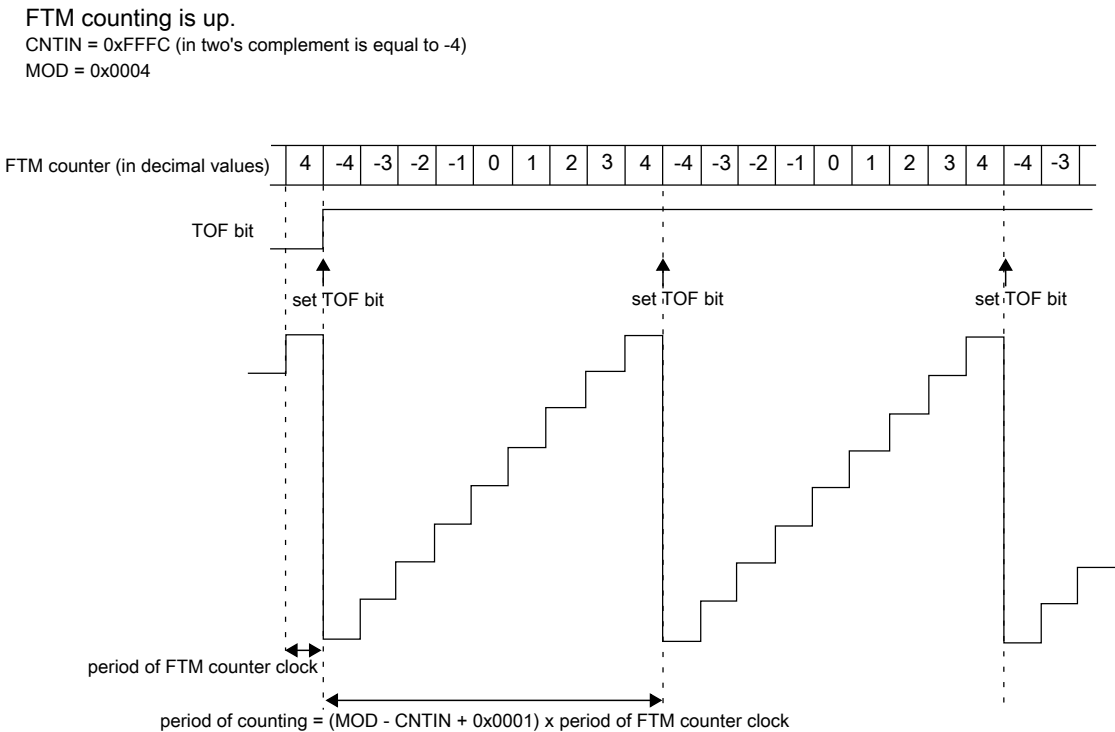 FTM counting is up.
CNTIN = 0xFFFC (in two's complement is equal to -4)
MOD = 0x0004
FTM counter (in decimal values) 4 -4 -3 -2 -1 0 1 2 3 4 -4 -3 -2 -1 0 1 2 3 4 -4 -3
TOF bit
set TOF bit set TOF bit set TOF bit
period of FTM counter clock
period of counting = (MOD - CNTIN + 0x0001) x period of FTM counter clock